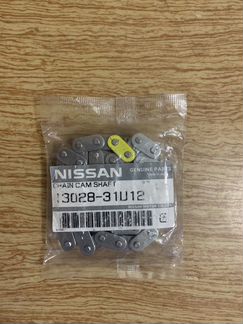 NISSAN
GENUINE PARTS
CHAIN CAM SHAFT
13028-31U12